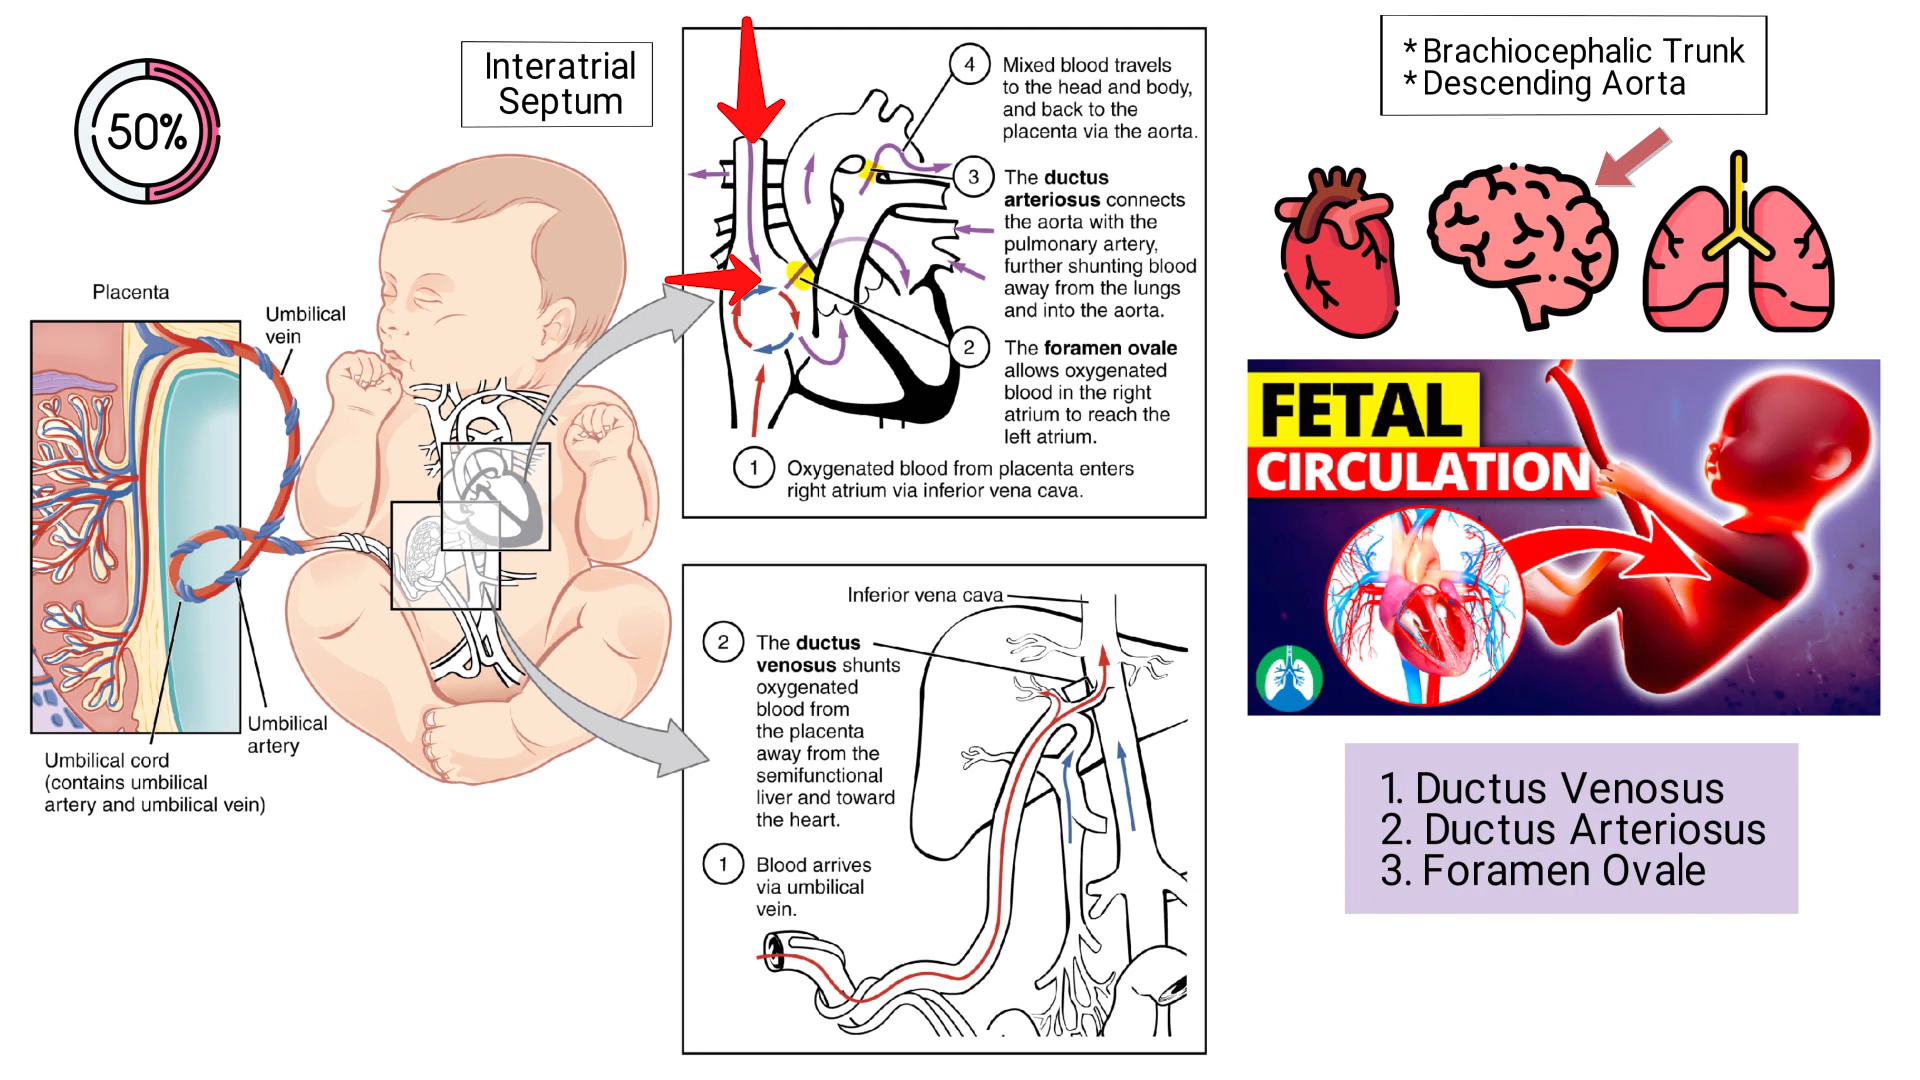 50%
Interatrial
Septum
Placenta
Umbilical
vein
Umbilical
artery
Umbilical cord
(contains umbilical
artery and umbilical vein)
4
Mixed blood travels
to the head and body,
and back to the
placenta via the aorta.
3
The ductus
arteriosus connects
the aorta with the
pulmonary artery,
further shunting blood
away from the lungs
and into the aorta.
2
The foramen ovale
allows oxygenated
blood in the right
atrium to reach the
left atrium.
1
Oxygenated blood from placenta enters
right atrium via inferior vena cava.
Inferior vena cava
2
The ductus
venosus shunts
oxygenated
blood from
the placenta
away from the
semifunctional
liver and toward
the heart.
1
Blood arrives
via umbilical
vein.
*Brachiocephalic Trunk
*Descending Aorta
FETAL
CIRCULATION
1. Ductus Venosus
2. Ductus Arteriosus
3. Foramen Ovale